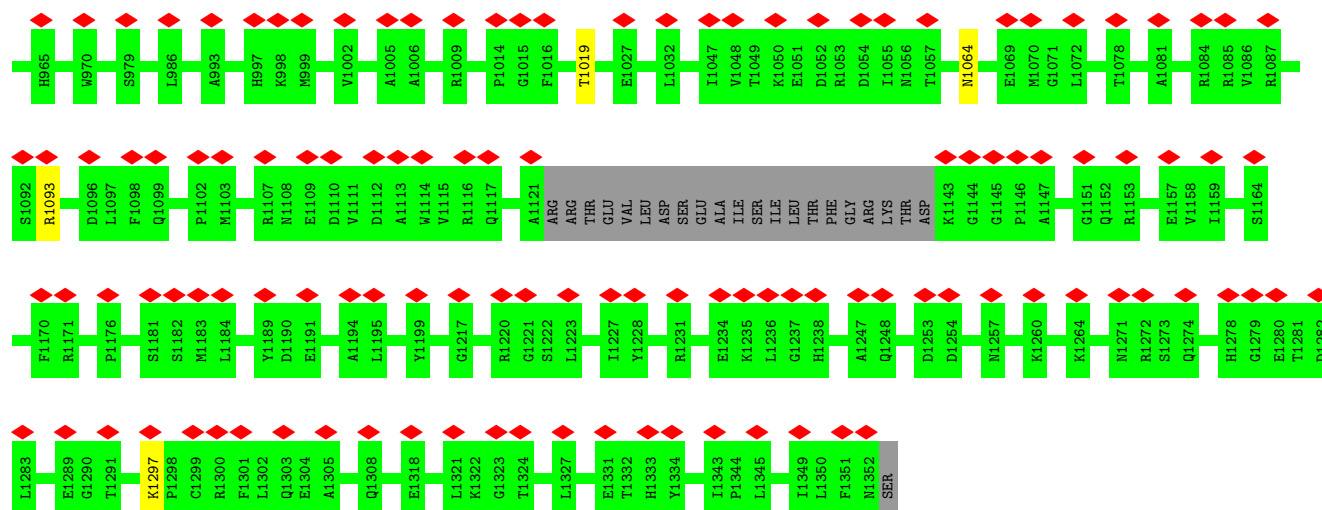 H965 W970 S979 L986 A993 H997 K998 M999 V1002 A1005 A1006 R1009 P1014 G1015 F1016 T1019 E1027 L1032 I1047 V1048 T1049 K1050 E1051 D1052 R1053 D1054 I1055 N1056 T1057 N1064 E1069 M1070 G1071 L1072 T1078 A1081 R1084 R1085 V1086 R1087
S1092 R1093 D1096 L1097 F1098 Q1099 P1102 M1103 R1107 N1108 E1109 D1110 V1111 D1112 A1113 W1114 V1115 R1116 Q1117 A1121 ARG ARG THR GLU VAL LEU ASP SER GLU ALA ILE SER ILE LEU THR PHE GLY ARG LYS THR ASP K1143 G1144 G1145 P1146 A1147 G1151 Q1152 R1153 E1157 V1158 I1159 S1164
F1170 R1171 P1176 S1181 S1182 M1183 L1184 Y1189 D1190 E1191 A1194 L1195 Y1199 G1217 R1220 G1221 S1222 L1223 I1227 Y1228 R1231 E1234 K1235 L1236 G1237 H1238 A1247 Q1248 D1253 D1254 N1257 K1260 K1264 N1271 R1272 S1273 Q1274 H1278 G1279 E1280 T1281 D1282
L1283 E1289 G1290 T1291 K1297 P1298 C1299 R1300 F1301 L1302 Q1303 E1304 A1305 Q1308 E1318 L1321 K1322 G1323 T1324 L1327 E1331 T1332 H1333 Y1334 I1343 P1344 L1345 I1349 L1350 F1351 N1352 SER